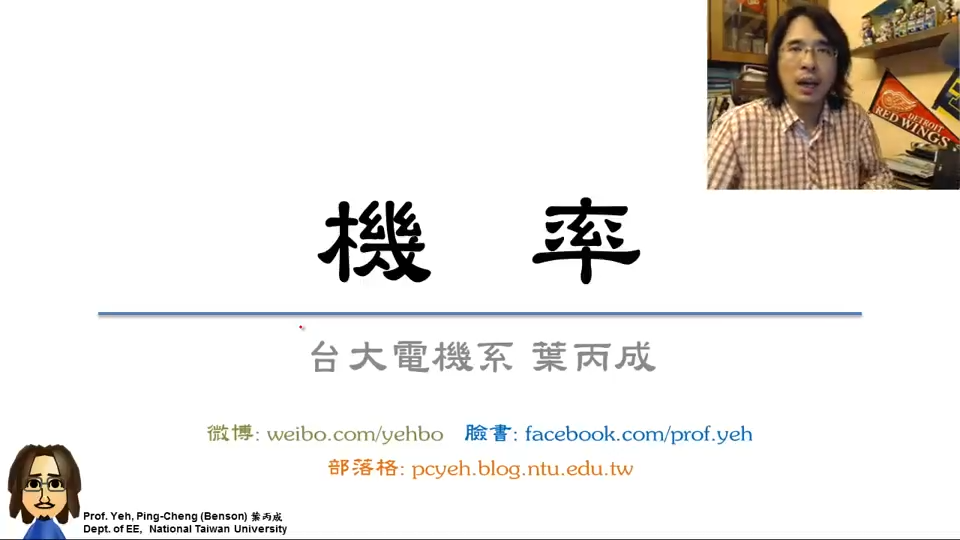 DETROIT
RED WINGS
機 率
台大電機系 葉丙成
微博: weibo.com/yehbo 臉書: facebook.com/prof.yeh
部落格: pcyeh.blog.ntu.edu.tw
Prof. Yeh, Ping-Cheng (Benson) 葉丙成
Dept. of EE, National Taiwan University